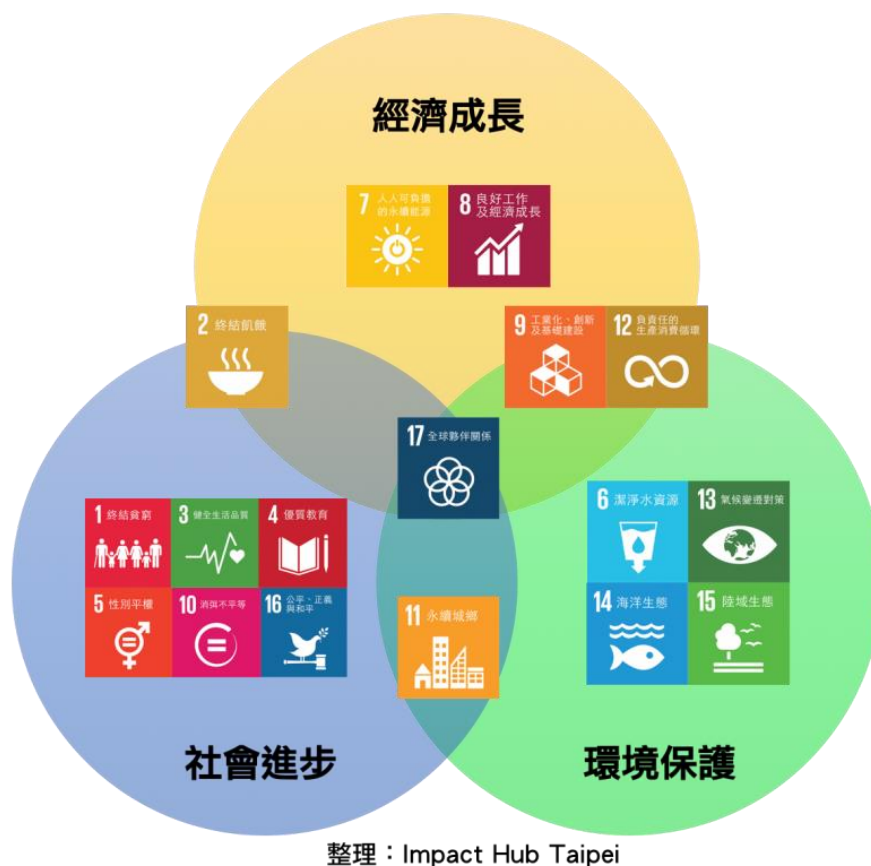 經濟成長
7 人人可負擔
的永續能源
8 良好工作
及經濟成長
2 終結飢餓
9 工業化、創新
及基礎建設
12 負責任的
生產消費循環
17 全球夥伴關係
1 終結貧窮
3 健全生活品質
4 優質教育
5 性別平權
10 消弭不平等
16 公平、正義
與和平
6 潔淨水資源
13 氣候變遷對策
14 海洋生態
15 陸域生態
11 永續城鄉
社會進步
環境保護
整理：Impact Hub Taipei